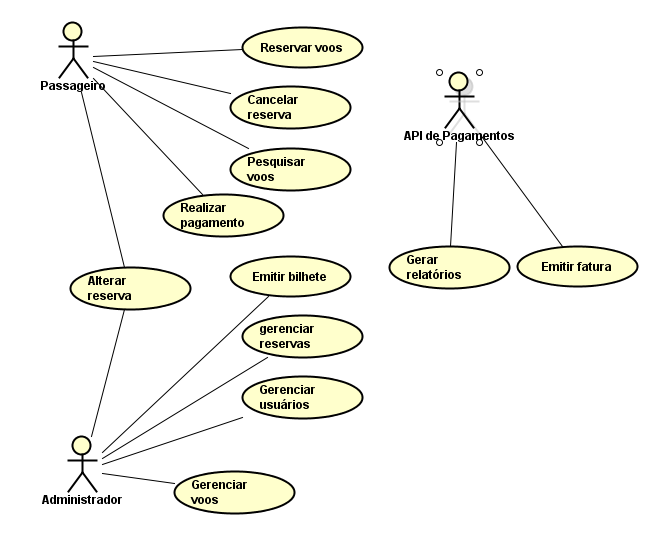 Passageiro
Reservar voos
Cancelar
reserva
Pesquisar
voos
Realizar
pagamento
Alterar
reserva
Emitir bilhete
gerenciar
reservas
Gerenciar
usuários
Gerenciar
voos
Administrador
API de Pagamentos
Gerar
relatórios
Emitir fatura